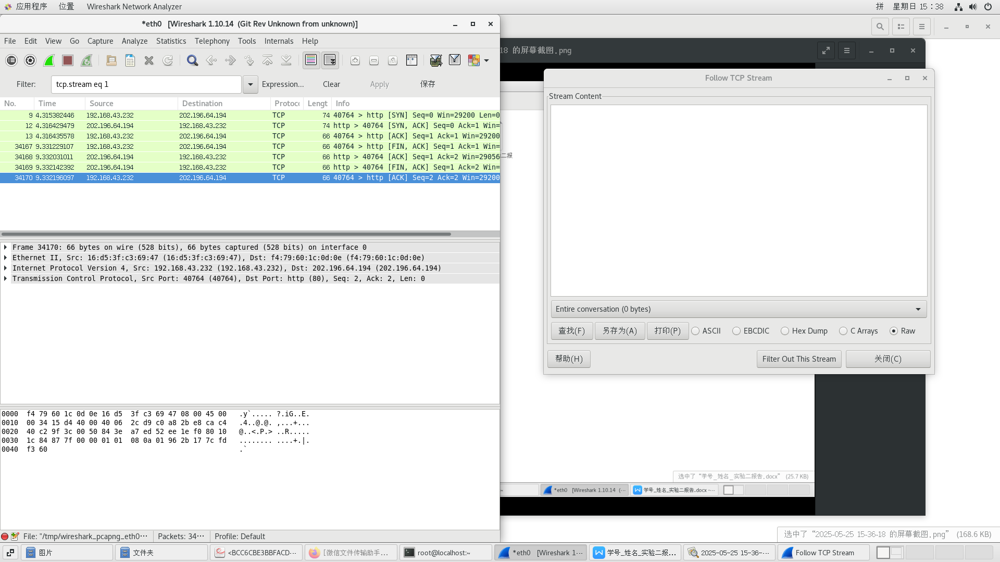 应用程序 位置 Wireshark Network Analyzer 拼 星期日 15：38
*eth0 [Wireshark 1.10.14 (Git Rev Unknown from unknown)]
File Edit View Go Capture Analyze Statistics Telephony Tools Internals Help
18 的屏幕截图.png
Filter: tcp.stream eq 1 Expression... Clear Apply 保存
No. Time Source Destination Protoc Lengt Info
9 4.315382446 192.168.43.232 202.196.64.194 TCP 74 40764 > http [SYN] Seq=0 Win=29200 Len=0
12 4.316429479 202.196.64.194 192.168.43.232 TCP 74 http > 40764 [SYN, ACK] Seq=0 Ack=1 Win=
13 4.316435578 192.168.43.232 202.196.64.194 TCP 66 40764 > http [ACK] Seq=1 Ack=1 Win=29200
34167 9.331229107 192.168.43.232 202.196.64.194 TCP 66 40764 > http [FIN, ACK] Seq=1 Ack=1 Win=
34168 9.332031011 202.196.64.194 192.168.43.232 TCP 66 http > 40764 [ACK] Seq=1 Ack=2 Win=29056
34169 9.332142392 202.196.64.194 192.168.43.232 TCP 66 http > 40764 [FIN, ACK] Seq=1 Ack=2 Win=
34170 9.332196097 192.168.43.232 202.196.64.194 TCP 66 40764 > http [ACK] Seq=2 Ack=2 Win=29200
二报
Frame 34170: 66 bytes on wire (528 bits), 66 bytes captured (528 bits) on interface 0
Ethernet II, Src: 16:d5:3f:c3:69:47 (16:d5:3f:c3:69:47), Dst: f4:79:60:1c:0d:0e (f4:79:60:1c:0d:0e)
Internet Protocol Version 4, Src: 192.168.43.232 (192.168.43.232), Dst: 202.196.64.194 (202.196.64.194)
Transmission Control Protocol, Src Port: 40764 (40764), Dst Port: http (80), Seq: 2, Ack: 2, Len: 0
0000 f4 79 60 1c 0d 0e 16 d5 3f c3 69 47 08 00 45 00 .y`..... ?.iG..E.
0010 00 34 15 d4 40 00 40 06 2c d9 c0 a8 2b e8 ca c4 .4..@.@. ,...+...
0020 40 c2 9f 3c 00 50 84 3e a7 ed 52 ee 1e f0 80 10 @..<.P.> ..R.....
0030 1c 84 87 7f 00 00 01 01 08 0a 01 96 2b 17 7c fd ........ ....+.|.
0040 f3 60 .`
File: "/tmp/wireshark_pcapng_eth0··· Packets: 34··· Profile: Default
Follow TCP Stream
Stream Content
Entire conversation (0 bytes)
查找(F) 另存为(A) 打印(P) ASCII EBCDIC Hex Dump C Arrays Raw
帮助(H) Filter Out This Stream 关闭(C)
选中了“学号_姓名_实验二报告.docx” (25.7 KB)
~ *eth0 [Wireshark 1.10.14 (··· 学号_姓名_实验二报告.docx -···
选中了“2025-05-25 15-36-18 的屏幕截图.png” (168.6 KB)
图片 文件夹 <BCC6CBE3BBFACD··· [微信文件传输助手... root@localhost:~ *eth0 [Wireshark 1··· 学号_姓名_实验二报... 2025-05-25 15-36-··· Follow TCP Stream